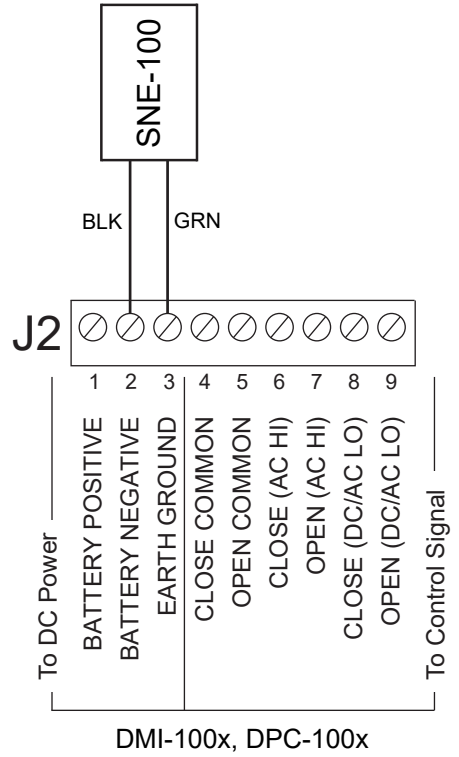 SNE-100
BLK
GRN
J2
1 2 3 4 5 6 7 8 9
To DC Power
BATTERY POSITIVE
BATTERY NEGATIVE
EARTH GROUND
CLOSE COMMON
OPEN COMMON
CLOSE (AC HI)
OPEN (AC HI)
CLOSE (DC/AC LO)
OPEN (DC/AC LO)
To Control Signal
DMI-100x, DPC-100x